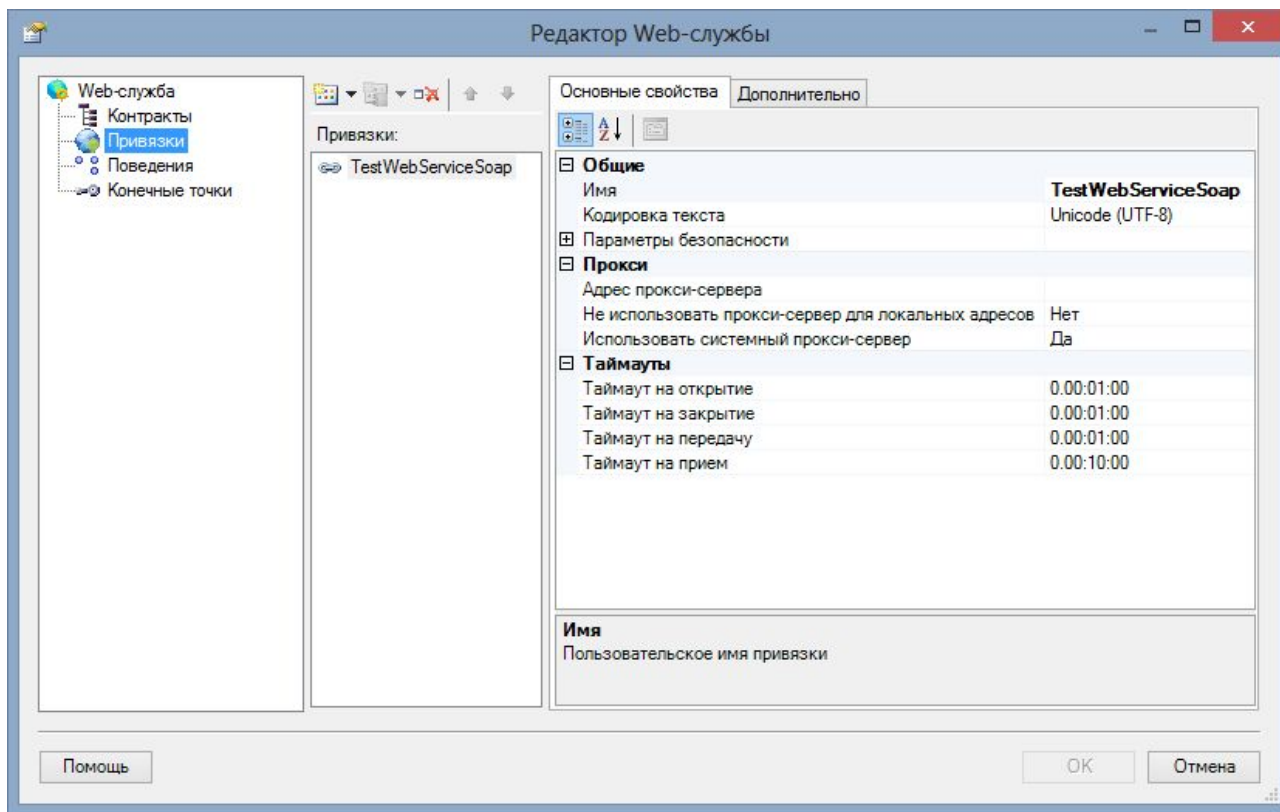 Редактор Web-службы
Web-служба
Контракты
Привязки
Поведения
Конечные точки
Привязки:
TestWebServiceSoap
Основные свойства Дополнительно
Общие
Имя TestWebServiceSoap
Кодировка текста Unicode (UTF-8)
Параметры безопасности
Прокси
Адрес прокси-сервера
Не использовать прокси-сервер для локальных адресов Нет
Использовать системный прокси-сервер Да
Таймауты
Таймаут на открытие 0.00:01:00
Таймаут на закрытие 0.00:01:00
Таймаут на передачу 0.00:01:00
Таймаут на прием 0.00:10:00
Имя
Пользовательское имя привязки
Помощь OK Отмена